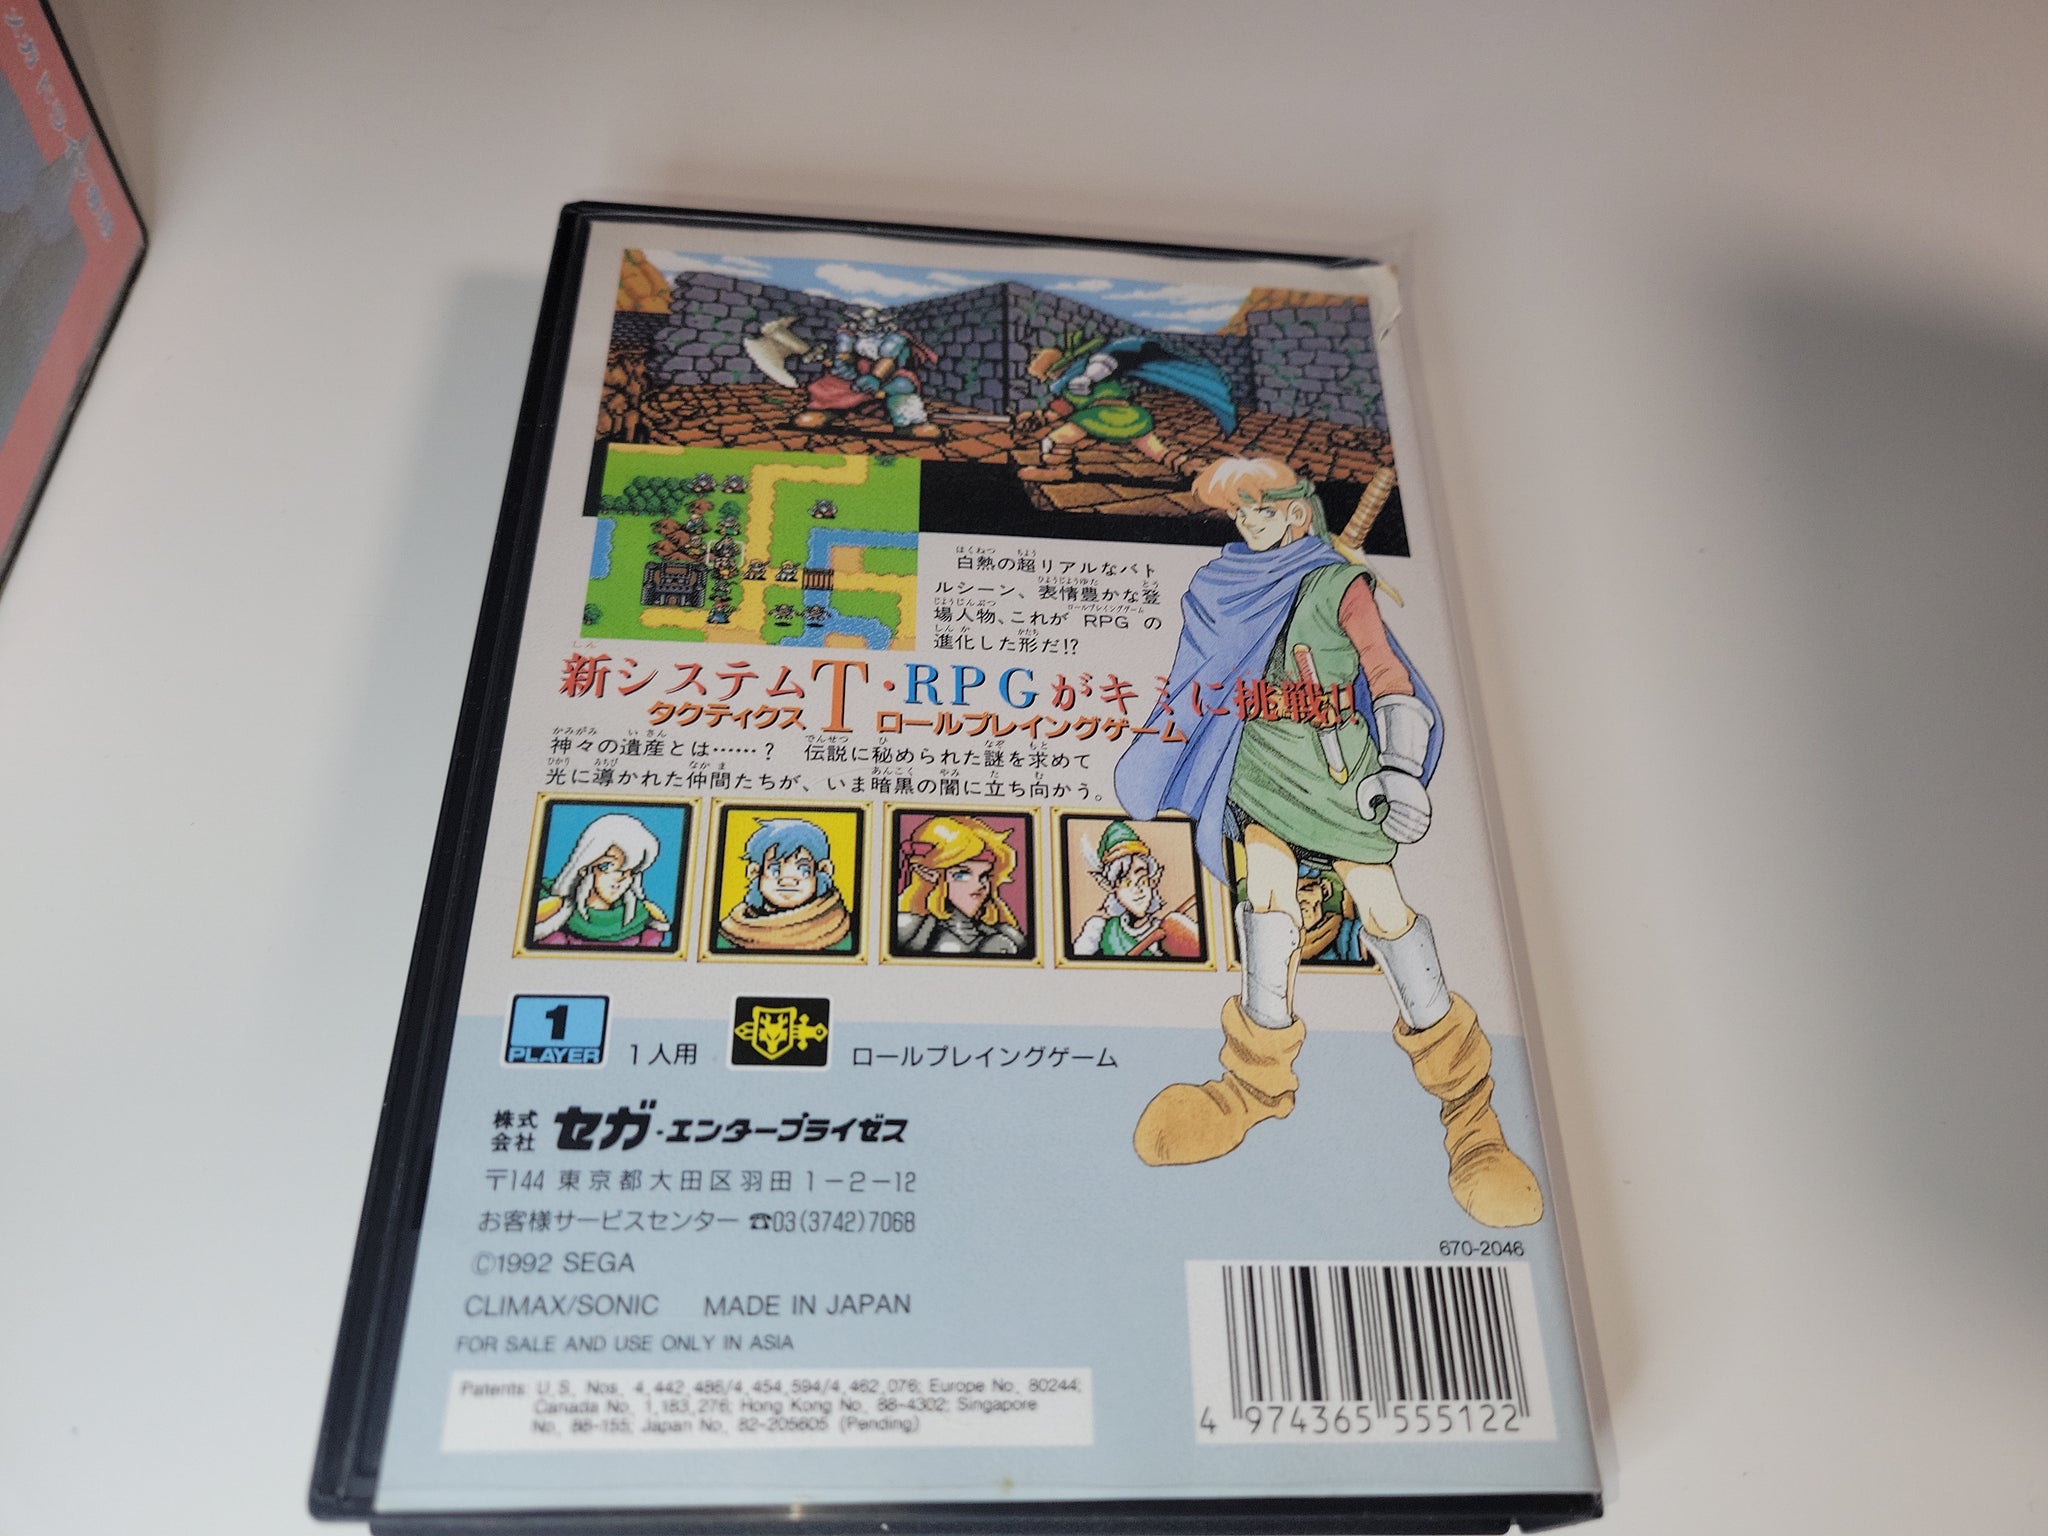 メガドライブ
白熱の超リアルなバト
ルシーン、表情豊かな登
場人物、これが RPG の
進化した形だ!?
新システムT・RPGがキミに挑戦!!
タクティクス ロールプレイングゲーム
神々の遺産とは……? 伝説に秘められた謎を求めて
光に導かれた仲間たちが、いま暗黒の闇に立ち向かう。
1
PLAYER
1人用
ロールプレイングゲーム
株式会社 セガ・エンタープライゼス
〒144 東京都大田区羽田1-2-12
お客様サービスセンター ☎03(3742)7068
©1992 SEGA
CLIMAX/SONIC MADE IN JAPAN
FOR SALE AND USE ONLY IN ASIA
Patents: U.S. Nos. 4,442,486/4,454,594/4,462,076; Europe No. 80244;
Canada No. 1,183,276; Hong Kong No. 88-4302; Singapore
No. 88-155; Japan No. 82-205605 (Pending)
670-2046
4 974365 555122